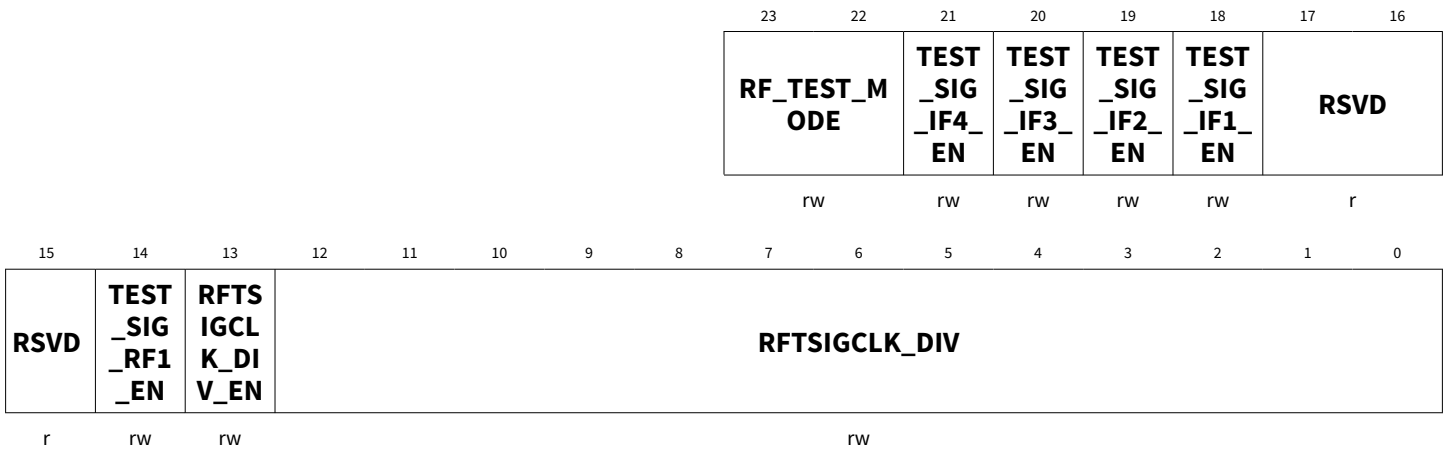 23 22 21 20 19 18 17 16
RF_TEST_M
ODE
TEST
_SIG
_IF4_
EN
TEST
_SIG
_IF3_
EN
TEST
_SIG
_IF2_
EN
TEST
_SIG
_IF1_
EN
RSVD
rw rw rw rw rw r
15 14 13 12 11 10 9 8 7 6 5 4 3 2 1 0
RSVD
TEST
_SIG
_RF1
_EN
RFTS
IGCL
K_DI
V_EN
RFTSIGCLK_DIV
r rw rw rw